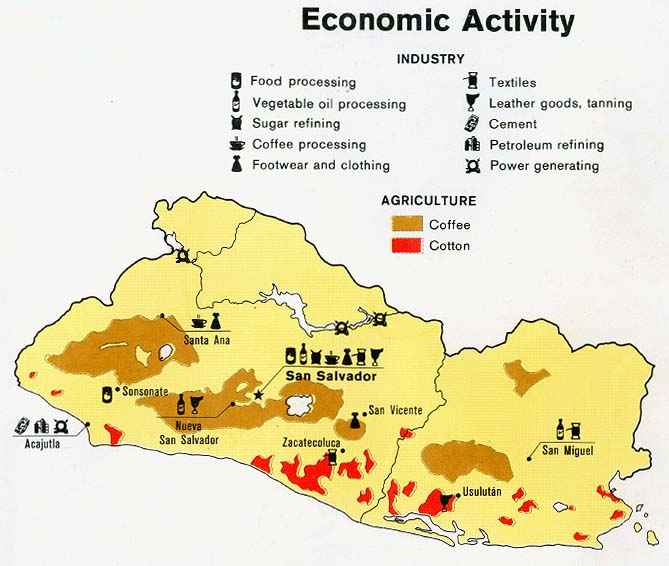 Economic Activity
INDUSTRY
Food processing
Vegetable oil processing
Sugar refining
Coffee processing
Footwear and clothing
Textiles
Leather goods, tanning
Cement
Petroleum refining
Power generating
AGRICULTURE
Coffee
Cotton
Santa Ana
San Salvador
Sonsonate
Nueva
San Salvador
San Vicente
Acajutla
Zacatecoluca
San Miguel
Usulután